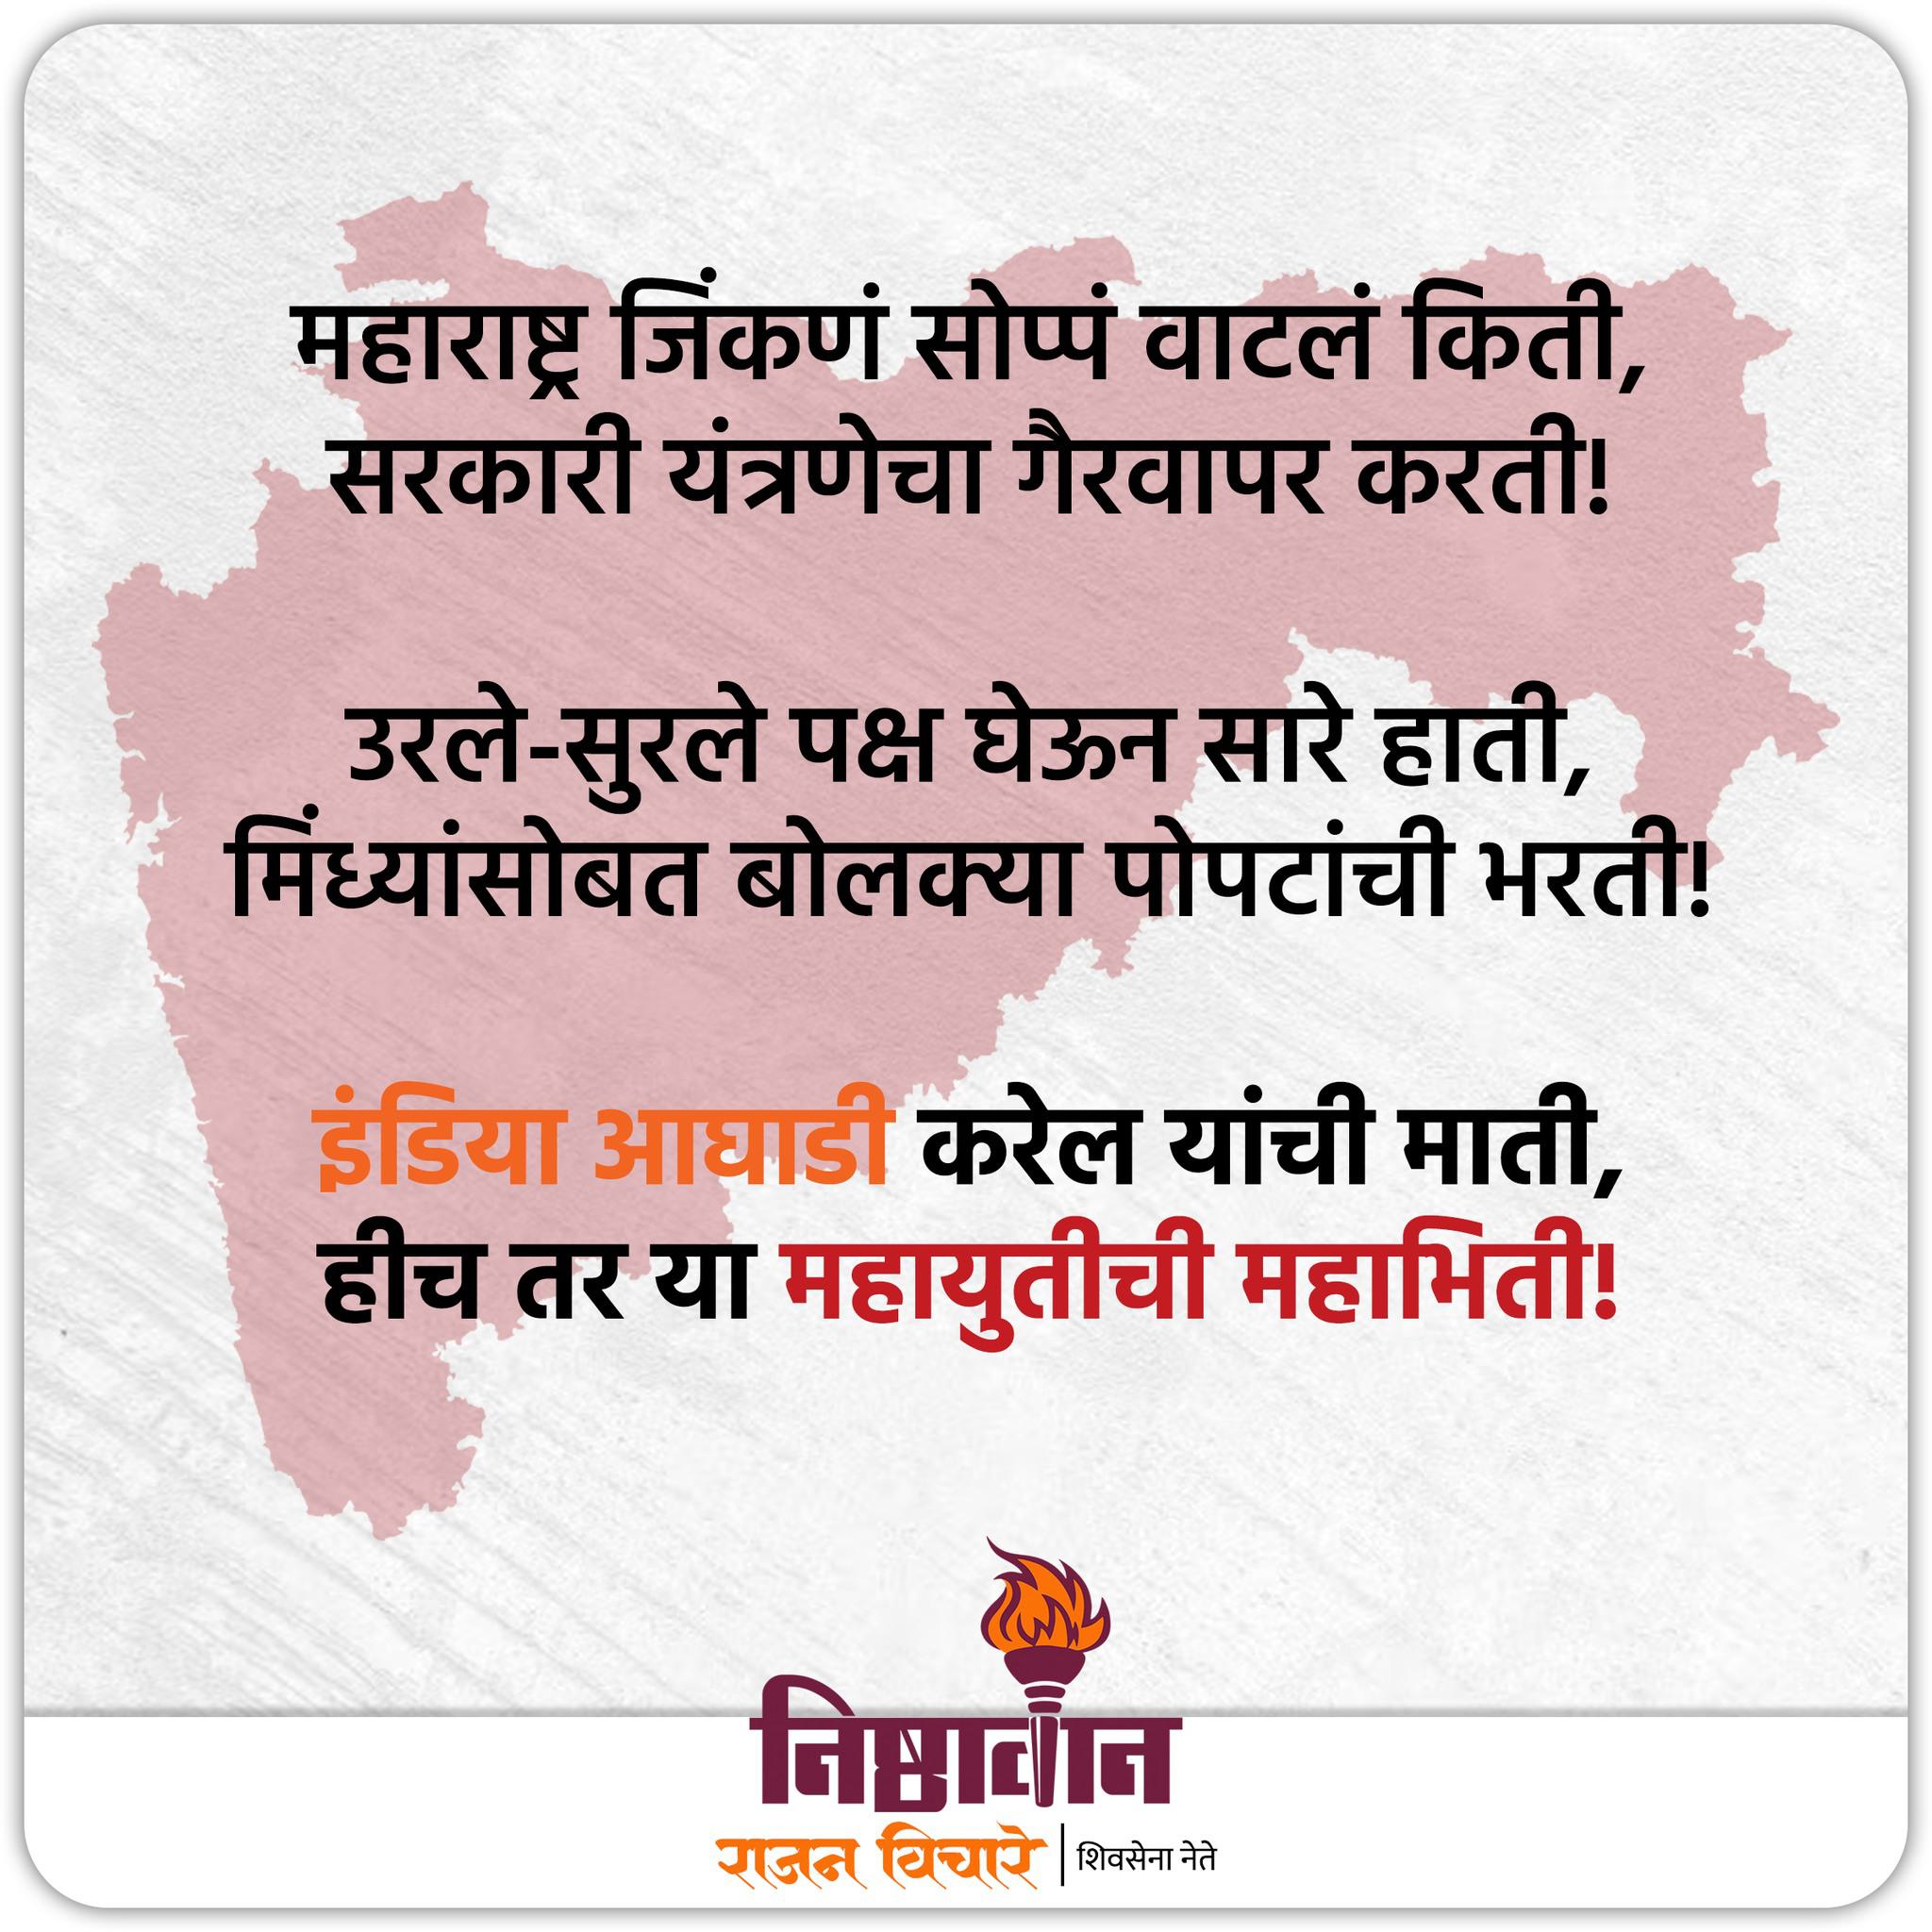 महाराष्ट्र जिंकणं सोप्पं वाटलं किती,
सरकारी यंत्रणेचा गैरवापर करती!
उरले-सुरले पक्ष घेऊन सारे हाती,
मिंध्यांसोबत बोलक्या पोपटांची भरती!
इंडिया आघाडी करेल यांची माती,
हीच तर या महायुतीची महाभिती!
निष्ठावान
राजन विचारे | शिवसेना नेते